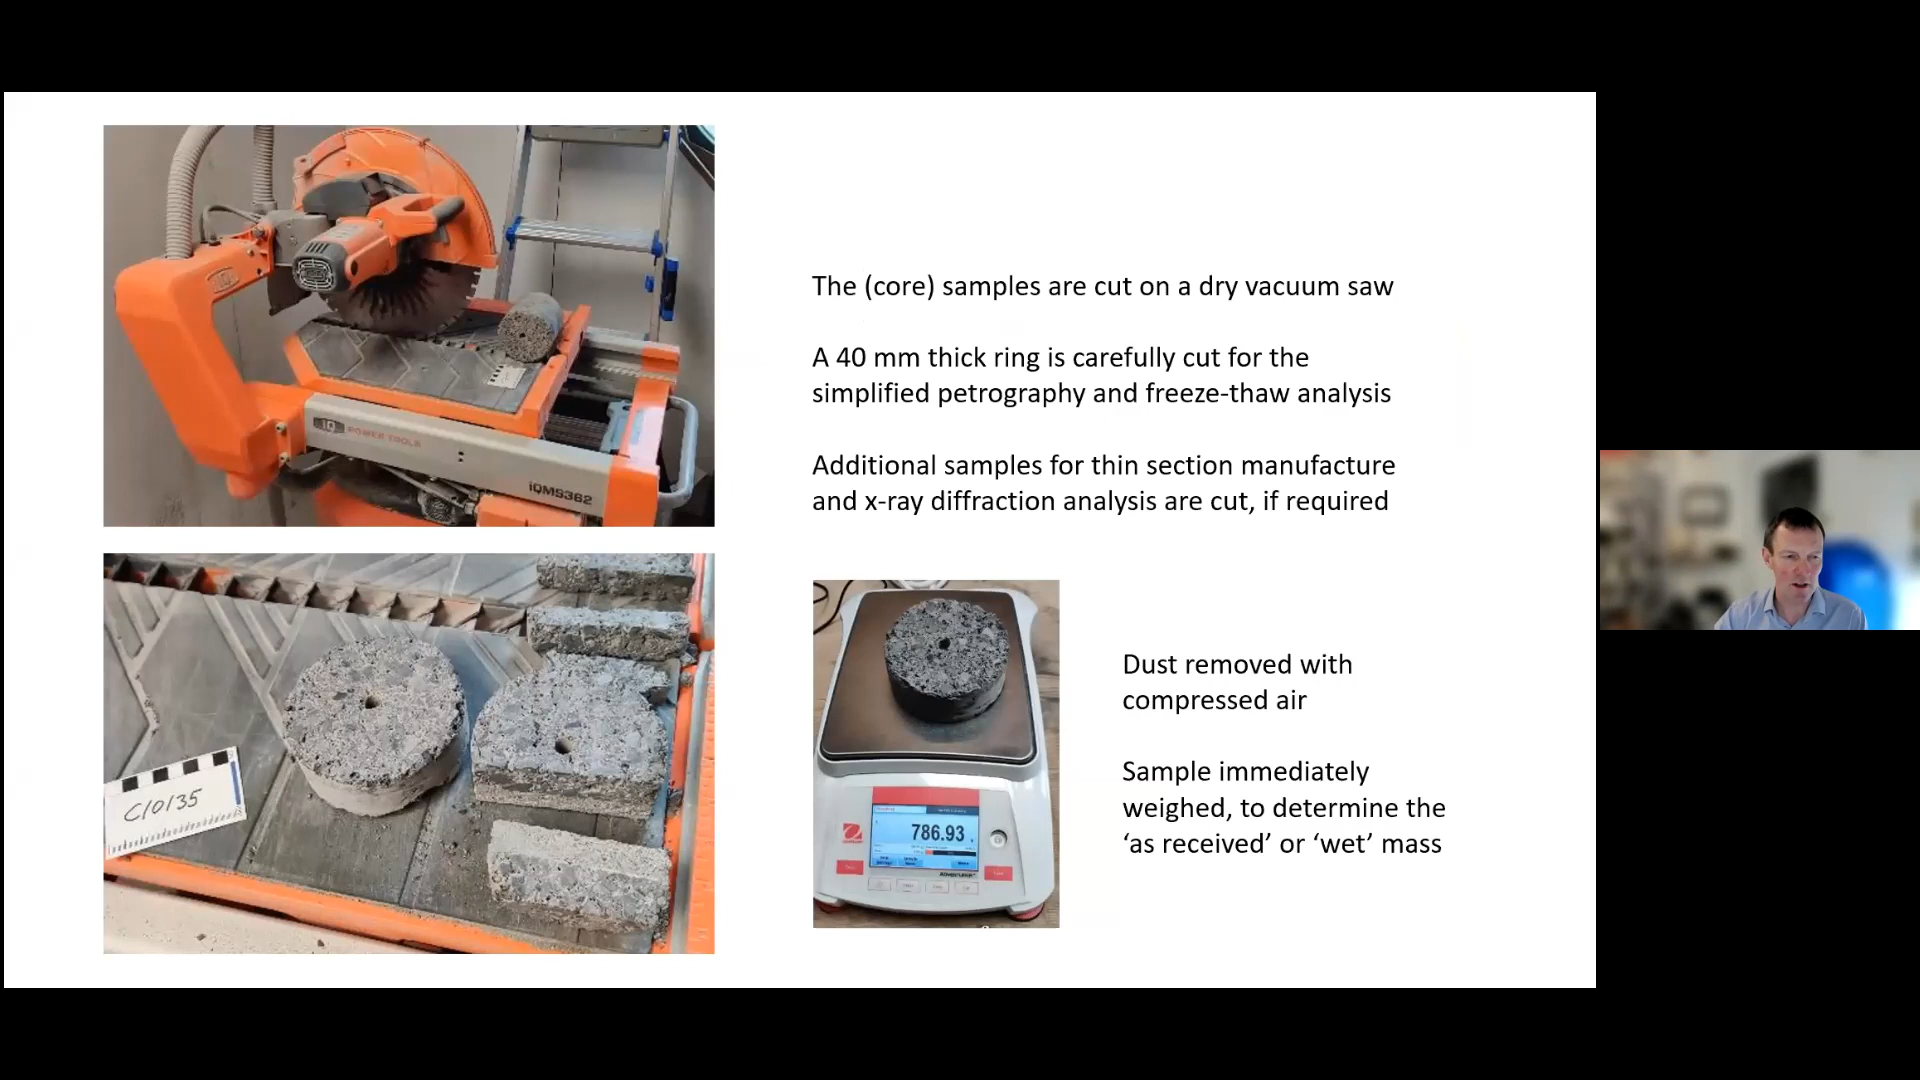 The (core) samples are cut on a dry vacuum saw
A 40 mm thick ring is carefully cut for the
simplified petrography and freeze-thaw analysis
Additional samples for thin section manufacture
and x-ray diffraction analysis are cut, if required
iQ POWER TOOLS
iQMS362
C10135
786.93
Dust removed with
compressed air
Sample immediately
weighed, to determine the
‘as received’ or ‘wet’ mass